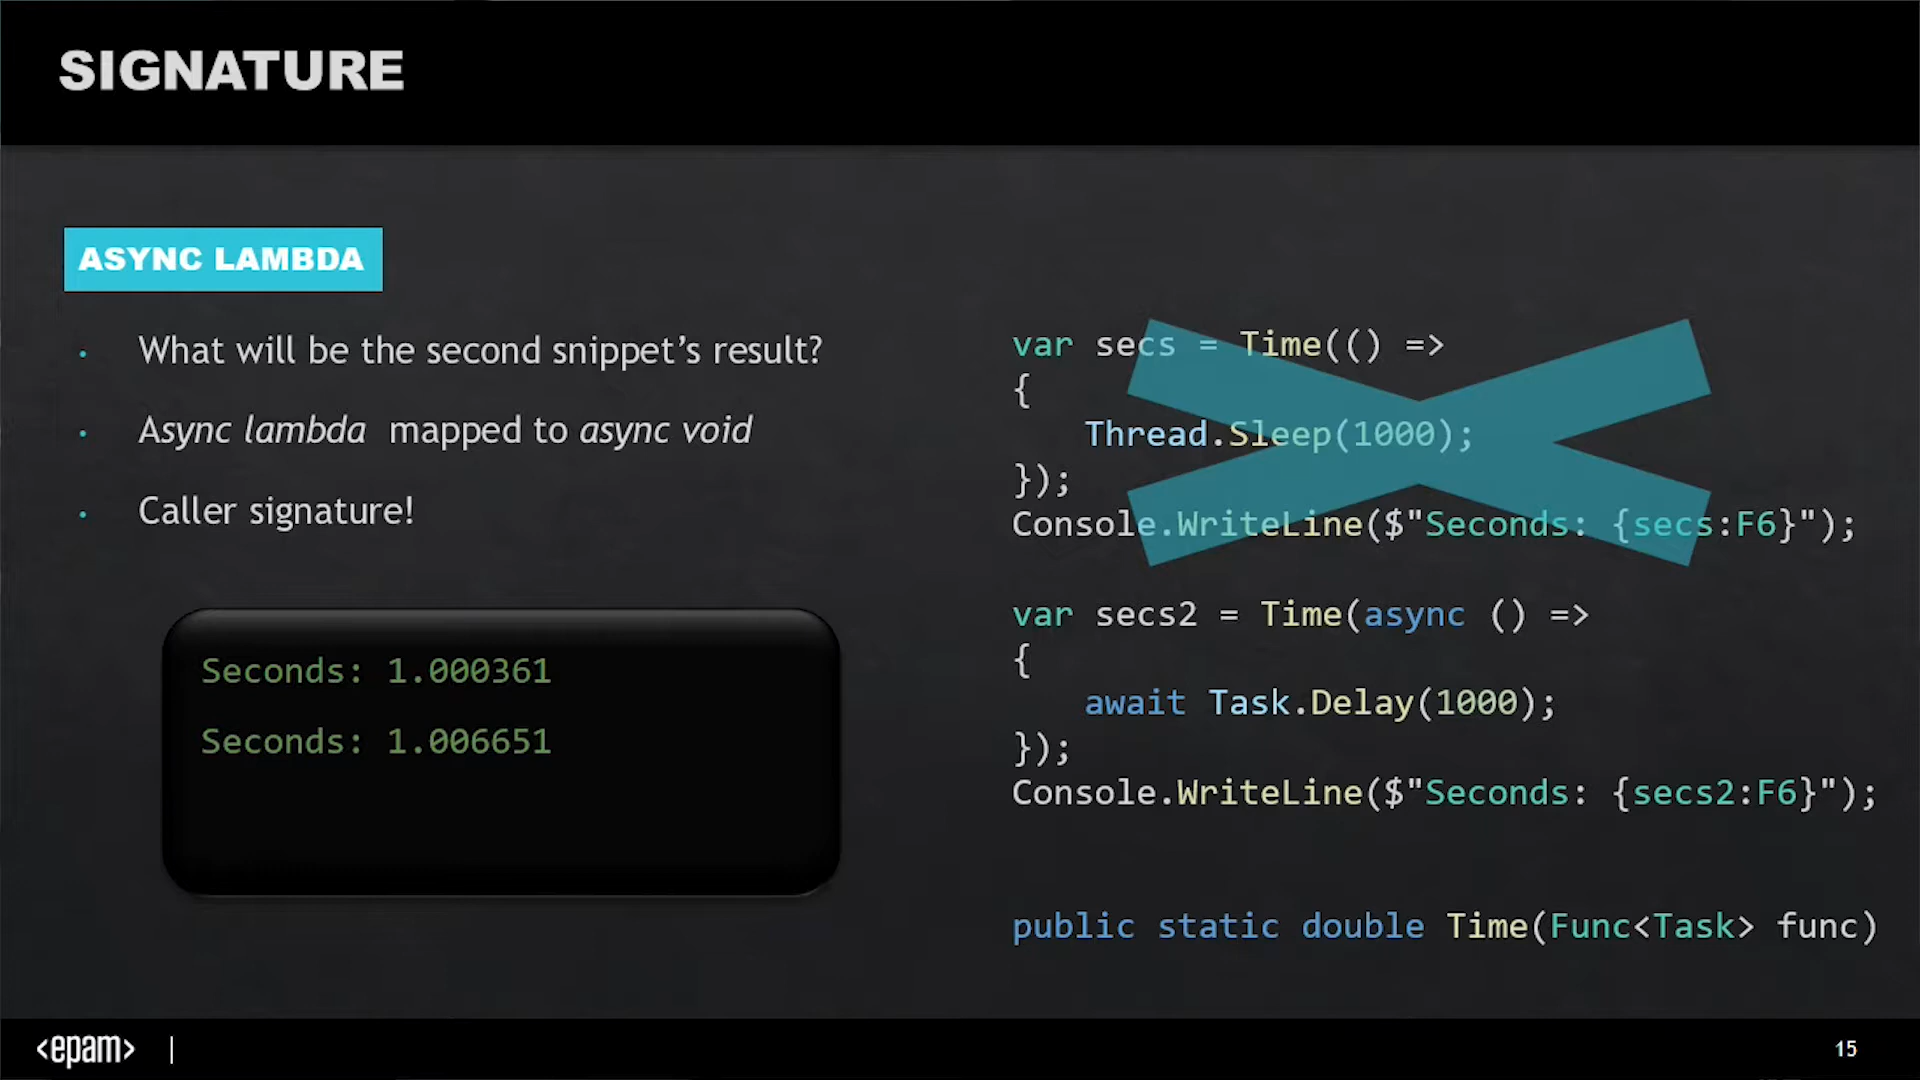 SIGNATURE
ASYNC LAMBDA
· What will be the second snippet’s result?
· Async lambda mapped to async void
· Caller signature!
Seconds: 1.000361
Seconds: 1.006651
var secs = Time(() =>
{
Thread.Sleep(1000);
});
Console.WriteLine($"Seconds: {secs:F6}");
var secs2 = Time(async () =>
{
await Task.Delay(1000);
});
Console.WriteLine($"Seconds: {secs2:F6}");
public static double Time(Func<Task> func)
<epam> |
15